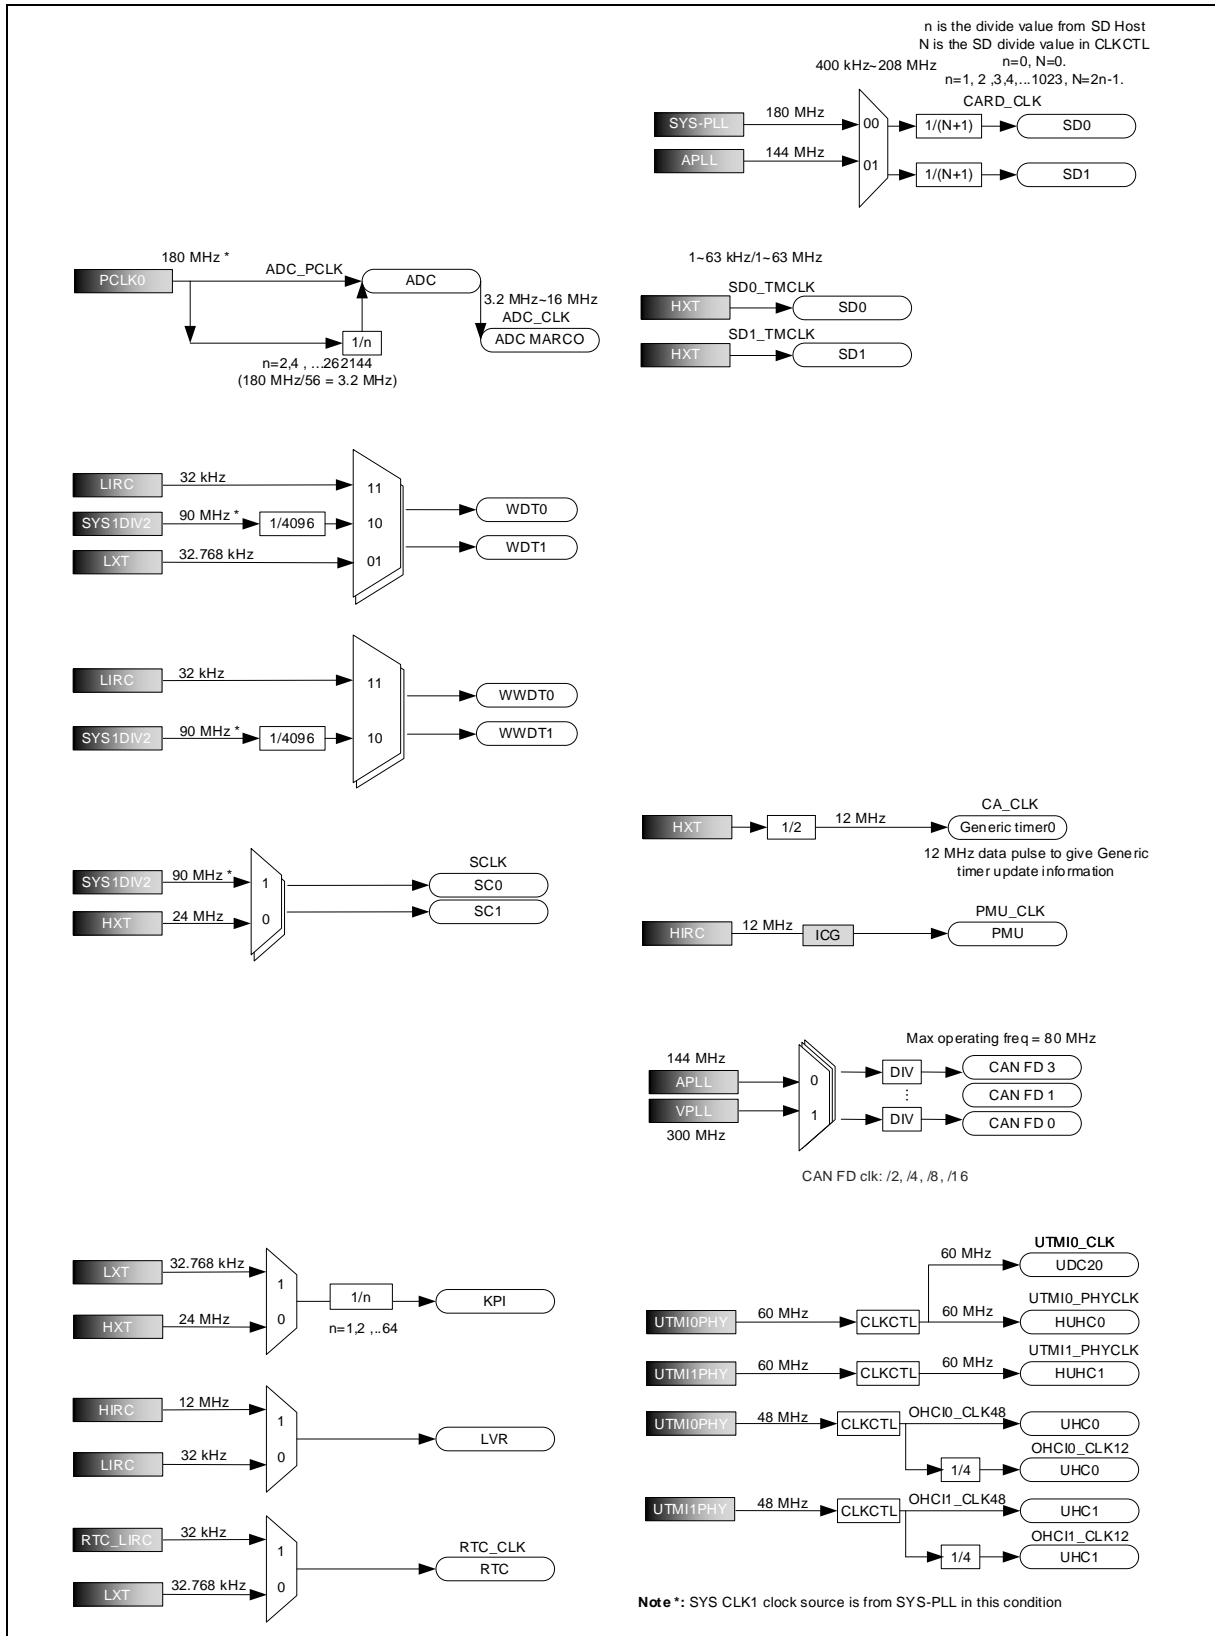 n is the divide value from SD Host
N is the SD divide value in CLKCTL
n=0, N=0.
n=1, 2 ,3,4,...1023, N=2n-1.
400 kHz~208 MHz
CARD_CLK
SYS-PLL 180 MHz 00 1/(N+1) SD0
APLL 144 MHz 01 1/(N+1) SD1
180 MHz *
PCLK0 ADC_PCLK ADC
3.2 MHz~16 MHz
ADC_CLK
1/n ADC MARCO
n=2,4 , ...262144
(180 MHz/56 = 3.2 MHz)
1~63 kHz/1~63 MHz
SD0_TMCLK
HXT SD0
SD1_TMCLK
HXT SD1
LIRC 32 kHz 11
SYS1DIV2 90 MHz * 1/4096 10
LXT 32.768 kHz 01
WDT0
WDT1
LIRC 32 kHz 11
SYS1DIV2 90 MHz * 1/4096 10
WWDT0
WWDT1
CA_CLK
HXT 1/2 12 MHz Generic timer0
12 MHz data pulse to give Generic
timer update information
SCLK
SYS1DIV2 90 MHz * 1 SC0
HXT 24 MHz 0 SC1
PMU_CLK
HIRC 12 MHz ICG PMU
Max operating freq = 80 MHz
144 MHz
APLL 0 DIV CAN FD 3
⋮ CAN FD 1
VPLL 1 DIV CAN FD 0
300 MHz
CAN FD clk: /2, /4, /8, /16
LXT 32.768 kHz 1
HXT 24 MHz 0
1/n KPI
n=1,2 ,..64
UTMI0_CLK
60 MHz UDC20
UTMI0_PHYCLK
UTMI0PHY 60 MHz CLKCTL 60 MHz HUHC0
UTMI1_PHYCLK
UTMI1PHY 60 MHz CLKCTL 60 MHz HUHC1
HIRC 12 MHz 1
LIRC 32 kHz 0
LVR
UTMI0PHY 48 MHz CLKCTL OHCI0_CLK48 UHC0
OHCI0_CLK12
1/4 UHC0
UTMI1PHY 48 MHz CLKCTL OHCI1_CLK48 UHC1
OHCI1_CLK12
1/4 UHC1
RTC_LIRC 32 kHz 1
LXT 32.768 kHz 0
RTC_CLK
RTC
Note *: SYS CLK1 clock source is from SYS-PLL in this condition